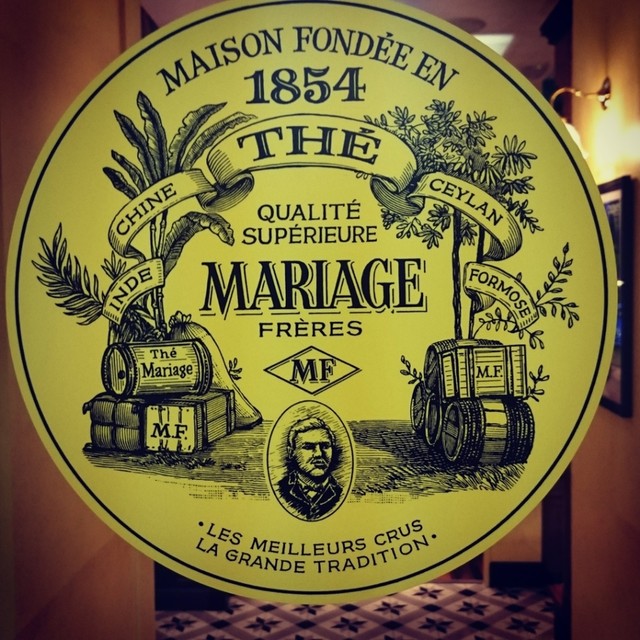 MAISON FONDÉE EN
1854
THÉ
CHINE
CEYLAN
INDE
FORMOSE
QUALITÉ
SUPÉRIEURE
MARIAGE
FRÈRES
MF
Thé
Mariage
M.F.
M.F.
·LES MEILLEURS CRUS
LA GRANDE TRADITION·